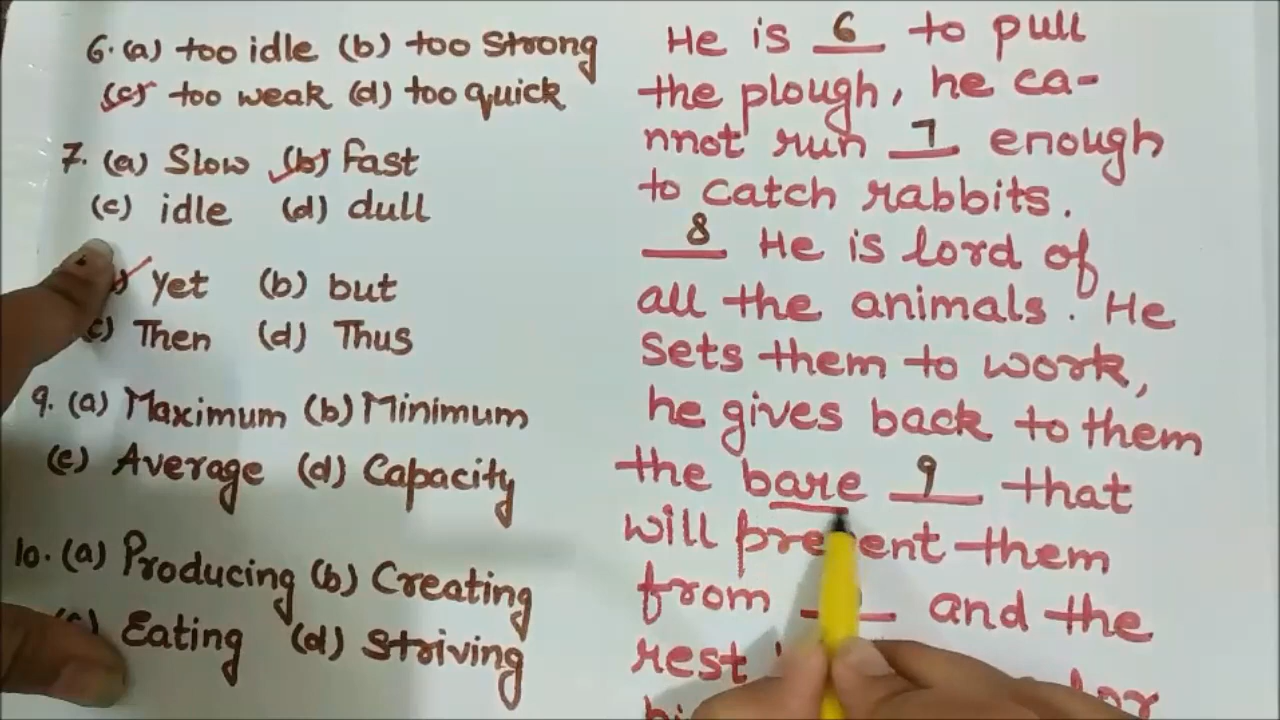 6. (a) too idle (b) too strong
(c) too weak (d) too quick
7. (a) Slow (b) fast
(c) idle (d) dull
Yet (b) but
Then (d) Thus
9. (a) Maximum (b) Minimum
(c) Average (d) Capacity
10. (a) Producing (b) Creating
Eating (d) Striving
He is 6 to pull
the plough, he ca-
nnot run 7 enough
to catch rabbits.
8 He is lord of
all the animals. He
sets them to work,
he gives back to them
the bare 9 that
will them
from and the
rest